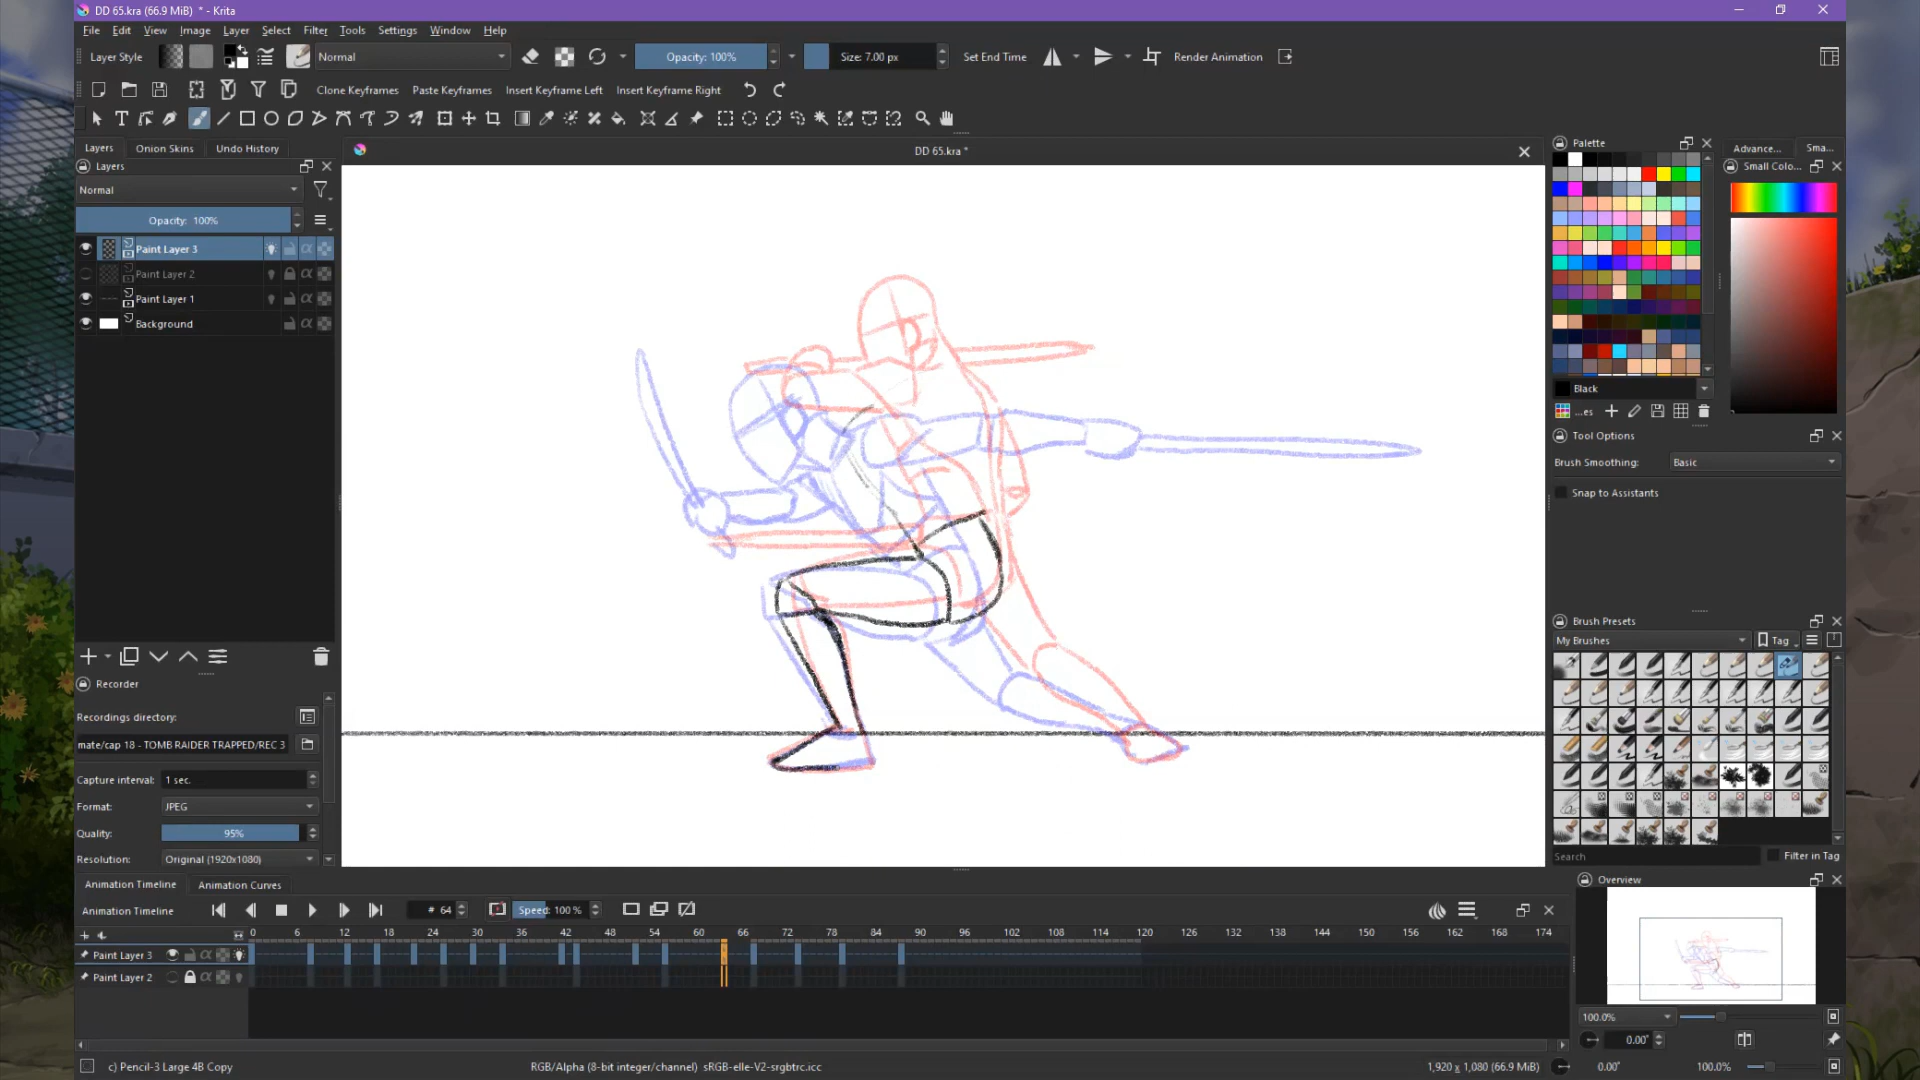 DD 65.kra (66.9 MiB) * - Krita
File Edit View Image Layer Select Filter Tools Settings Window Help
Layer Style Normal Opacity: 100% Size: 7.00 px Set End Time Render Animation
Clone Keyframes Paste Keyframes Insert Keyframe Left Insert Keyframe Right
Layers Onion Skins Undo History
DD 65.kra *
Layers
Normal
Opacity: 100%
Paint Layer 3
Paint Layer 2
Paint Layer 1
Background
Recorder
Recordings directory:
mate/cap 18 - TOMB RAIDER TRAPPED/REC 3
Capture interval: 1 sec.
Format: JPEG
Quality: 95%
Resolution: Original (1920x1080)
Palette
Advance... Sma...
Small Colo...
Black
...es
Tool Options
Brush Smoothing: Basic
Snap to Assistants
Brush Presets
My Brushes Tag
Search Filter in Tag
Animation Timeline Animation Curves
Animation Timeline # 64 Speed: 100 %
0 6 12 18 24 30 36 42 48 54 60 66 72 78 84 90 96 102 108 114 120 126 132 138 144 150 156 162 168 174
Paint Layer 3
Paint Layer 2
Overview
100.0%
0.00°
c) Pencil-3 Large 4B Copy RGB/Alpha (8-bit integer/channel) sRGB-elle-V2-srgbtrc.icc 1,920 x 1,080 (66.9 MiB) 0.00° 100.0%